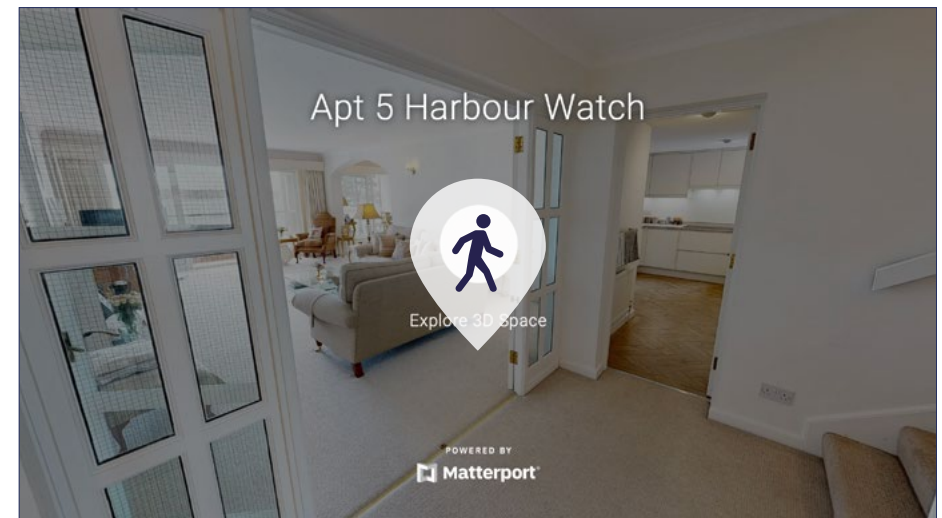 Apt 5 Harbour Watch
Explore 3D Space
POWERED BY
Matterport